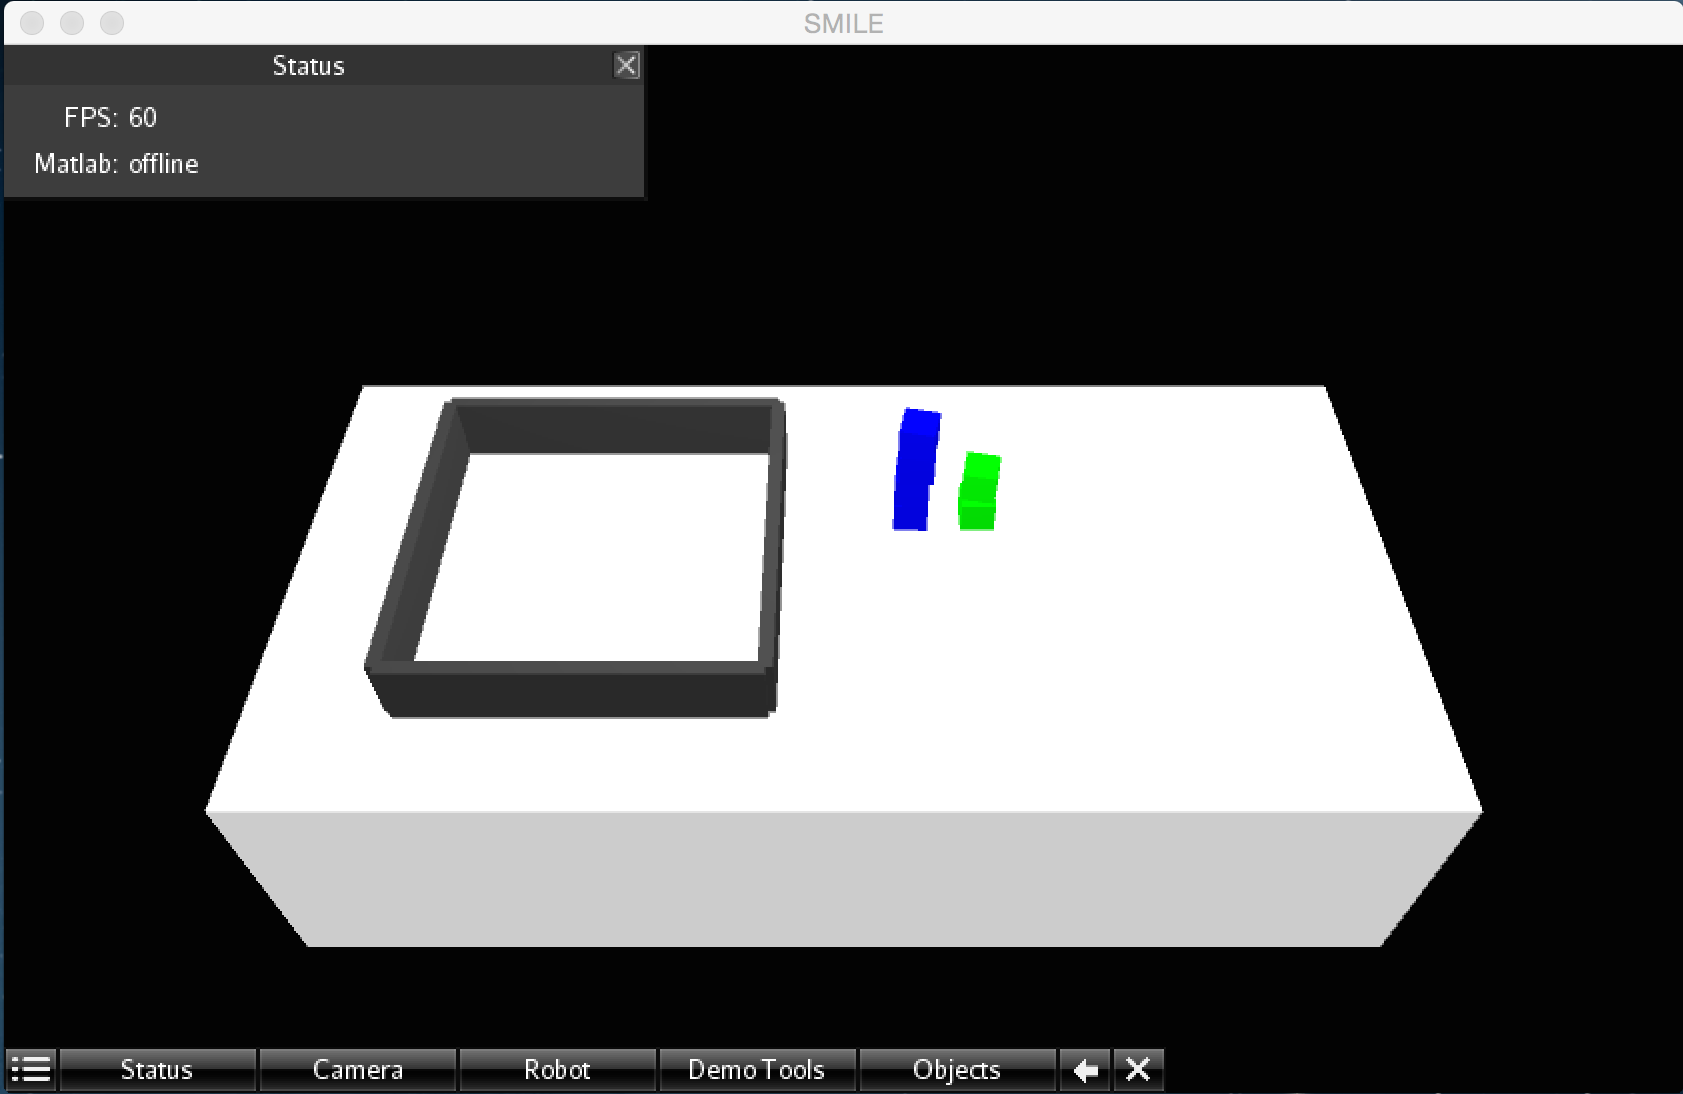 SMILE
Status
FPS: 60
Matlab: offline
Status Camera Robot Demo Tools Objects